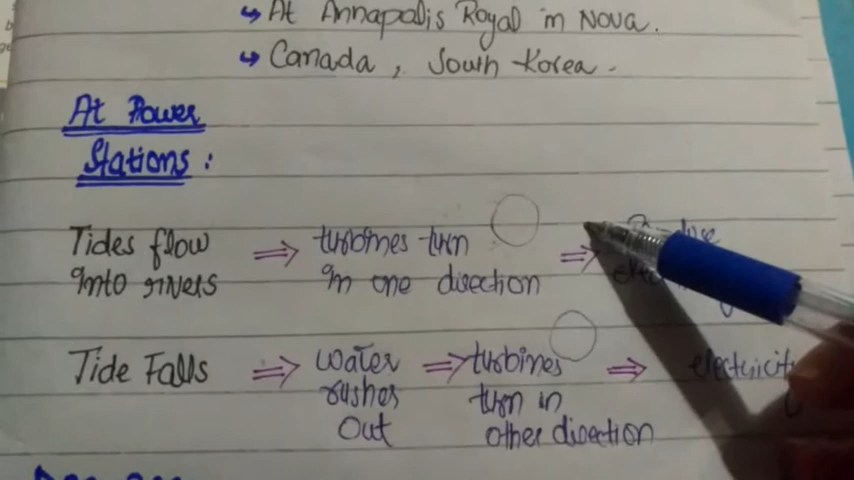 ↳ At Annapolis Royal in Nova.
↳ Canada, South Korea.
At Power
Stations:
Tides flow ⇒ turbines turn ⇒
into rivers in one direction
Tide Falls ⇒ water ⇒ turbines ⇒ electricity
rushes turn in
Out other direction